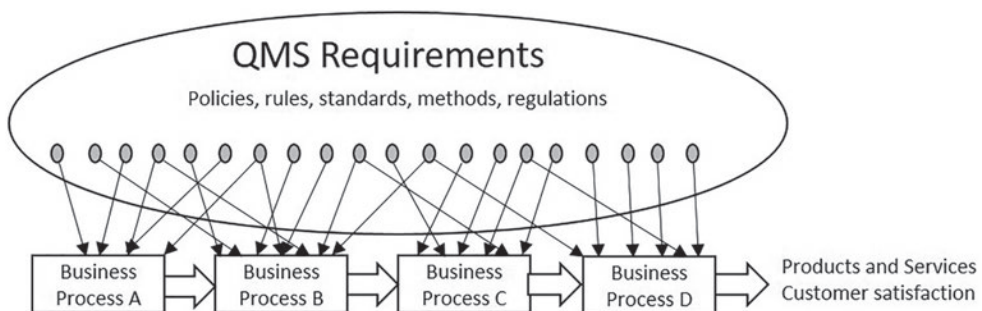 QMS Requirements
Policies, rules, standards, methods, regulations
Business
Process A
Business
Process B
Business
Process C
Business
Process D
Products and Services
Customer satisfaction